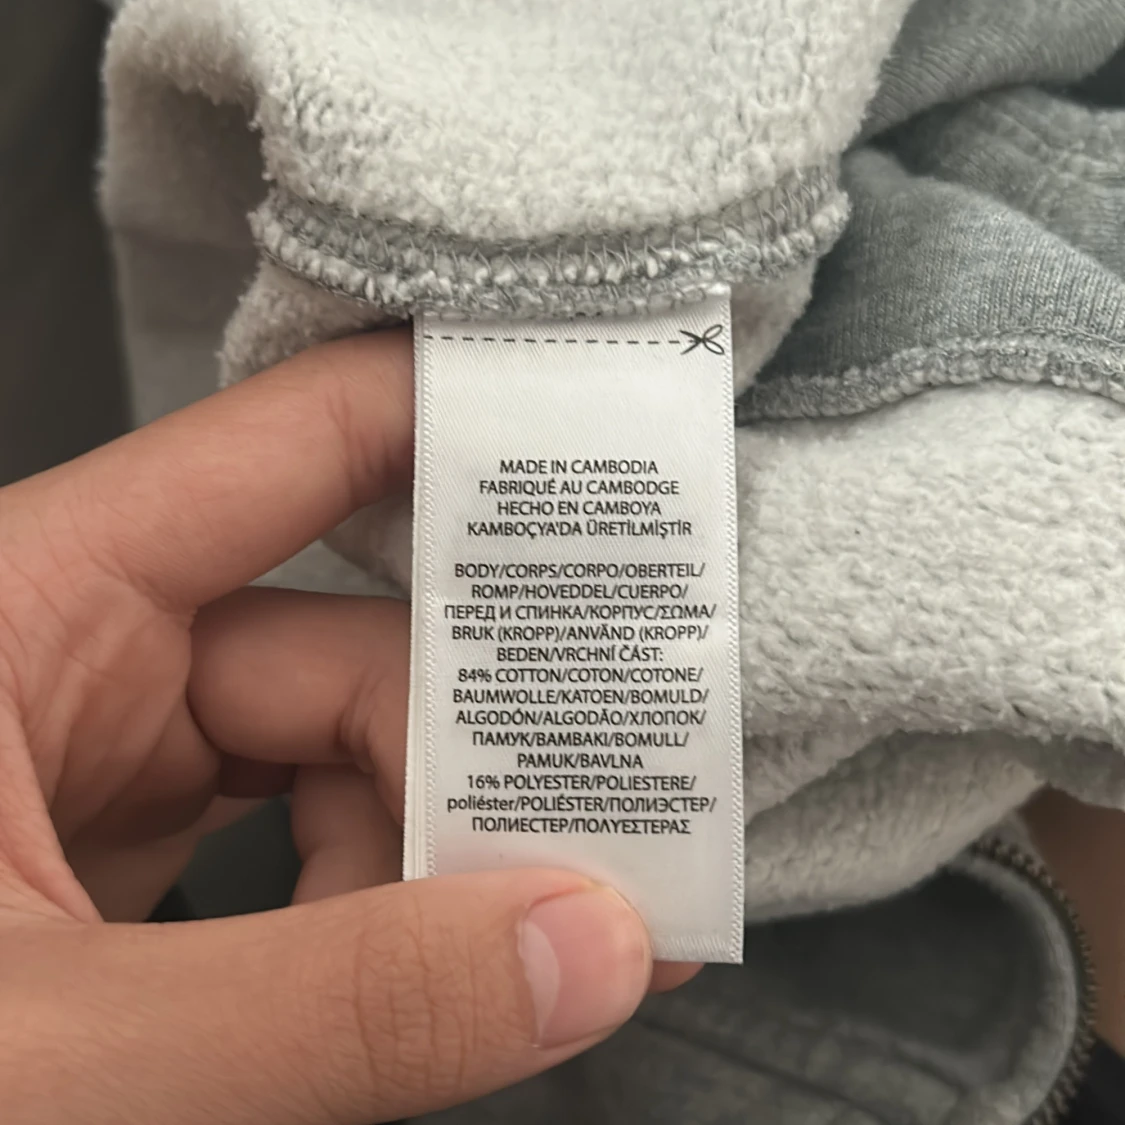 MADE IN CAMBODIA
FABRIQUÉ AU CAMBODGE
HECHO EN CAMBOYA
KAMBOÇYA'DA ÜRETİLMİŞTİR
BODY/CORPS/CORPO/OBERTEIL/
ROMP/HOVEDDEL/CUERPO/
ПЕРЕД И СПИНКА/КОРПУС/ΣΩΜΑ/
BRUK (KROPP)/ANVÄND (KROPP)/
BEDEN/VRCHNÍ ČÁST:
84% COTTON/COTON/COTONE/
BAUMWOLLE/KATOEN/BOMULD/
ALGODÓN/ALGODÃO/ХЛОПОК/
ПАМУК/ΒΑΜΒΑΚΙ/BOMULL/
PAMUK/BAVLNA
16% POLYESTER/POLIESTERE/
poliéster/POLIÉSTER/ПОЛИЭСТЕР/
ПОЛИЕСТЕР/ΠΟΛΥΕΣΤΕΡΑΣ